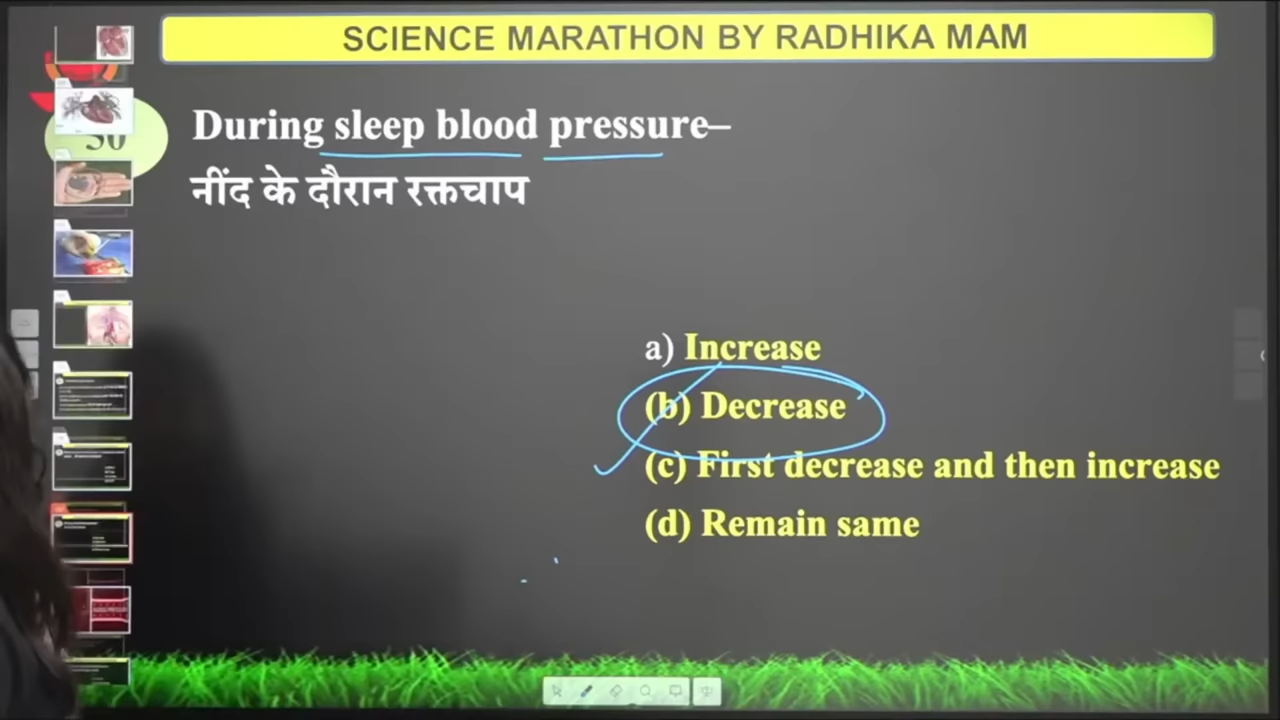 SCIENCE MARATHON BY RADHIKA MAM
During sleep blood pressure–
नींद के दौरान रक्तचाप
a) Increase
(b) Decrease
(c) First decrease and then increase
(d) Remain same